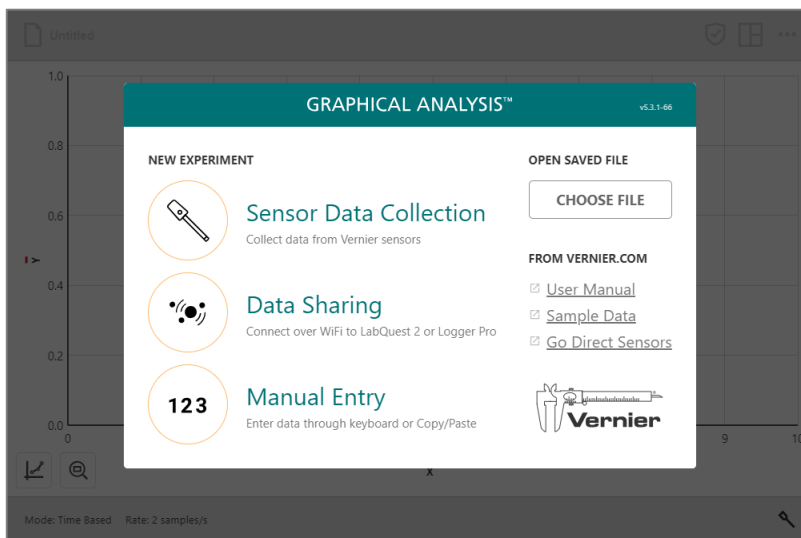 Untitled
GRAPHICAL ANALYSIS™
v5.3.1-66
NEW EXPERIMENT
Sensor Data Collection
Collect data from Vernier sensors
Data Sharing
Connect over WiFi to LabQuest 2 or Logger Pro
123
Manual Entry
Enter data through keyboard or Copy/Paste
OPEN SAVED FILE
CHOOSE FILE
FROM VERNIER.COM
User Manual
Sample Data
Go Direct Sensors
Vernier
1.0
0.8
0.6
Y
0.4
0.2
0.0
0
9
10
X
Mode: Time Based Rate: 2 samples/s